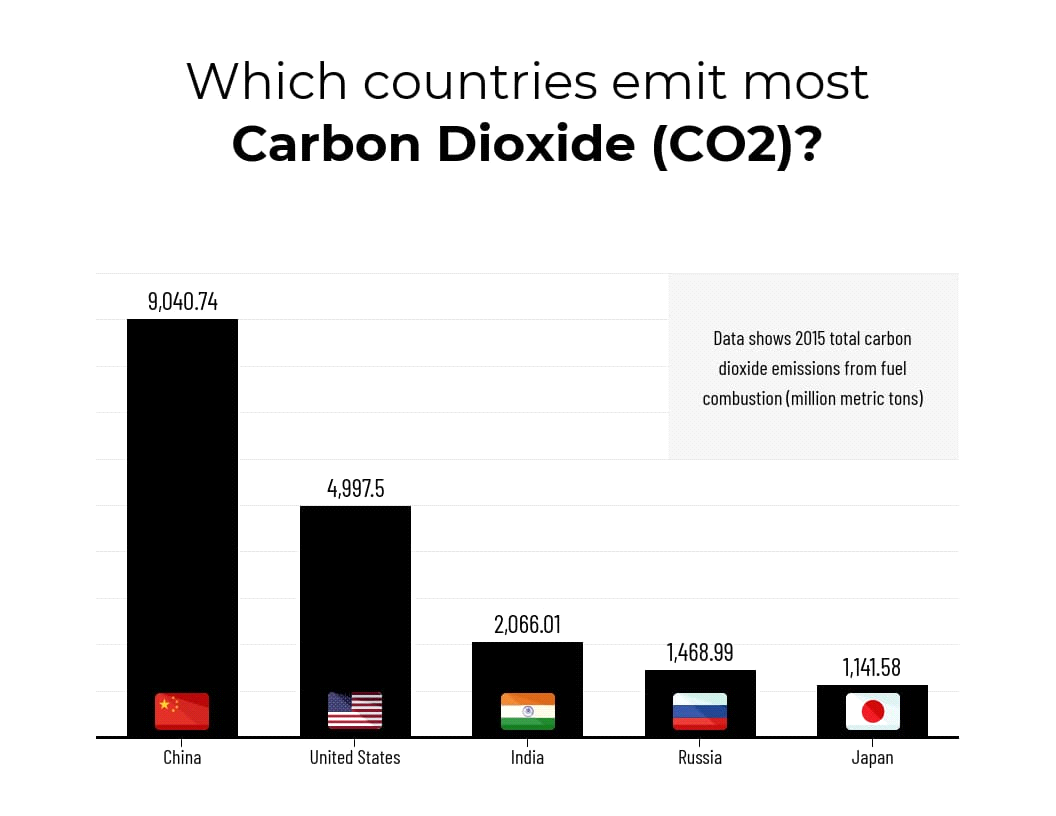 Which countries emit most
Carbon Dioxide (CO2)?
9,040.74
Data shows 2015 total carbon
dioxide emissions from fuel
combustion (million metric tons)
4,997.5
2,066.01
1,468.99
1,141.58
China
United States
India
Russia
Japan